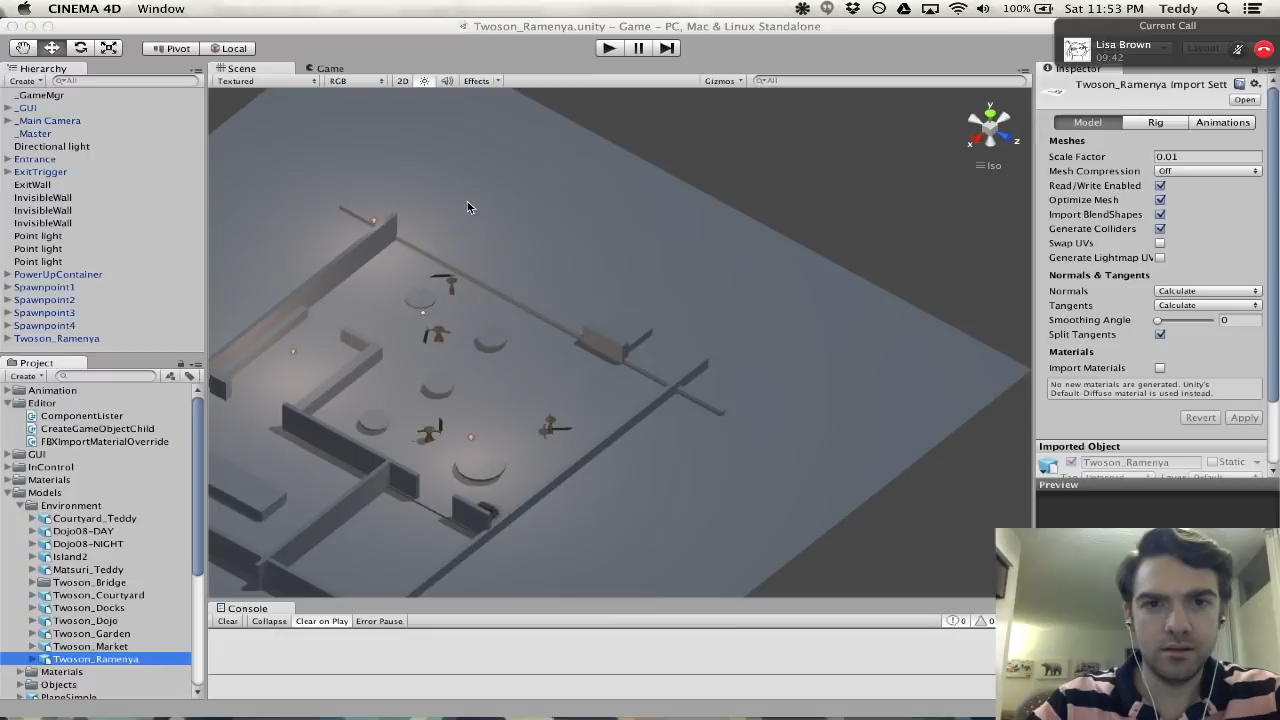 CINEMA 4D Window 100% Sat 11:53 PM Teddy
Twoson_Ramenya.unity - Game - PC, Mac & Linux Standalone
Current Call
Lisa Brown
09:42
Layout
Pivot Local
Hierarchy
Create All
_GameMgr
_GUI
_Main Camera
_Master
Directional light
Entrance
ExitTrigger
ExitWall
InvisibleWall
InvisibleWall
InvisibleWall
Point light
Point light
Point light
PowerUpContainer
Spawnpoint1
Spawnpoint2
Spawnpoint3
Spawnpoint4
Twoson_Ramenya
Project
Create
Animation
Editor
ComponentLister
CreateGameObjectChild
FBXImportMaterialOverride
GUI
InControl
Materials
Models
Environment
Courtyard_Teddy
Dojo08-DAY
Dojo08-NIGHT
Island2
Matsuri_Teddy
Twoson_Bridge
Twoson_Courtyard
Twoson_Docks
Twoson_Dojo
Twoson_Garden
Twoson_Market
Twoson_Ramenya
Materials
Objects
PlaneSimple
Scene Game
Textured RGB 2D Effects Gizmos All
y
x z
Iso
Console
Clear Collapse Clear on Play Error Pause 0 0
Inspector
Twoson_Ramenya Import Sett
Open
Model Rig Animations
Meshes
Scale Factor 0.01
Mesh Compression Off
Read/Write Enabled
Optimize Mesh
Import BlendShapes
Generate Colliders
Swap UVs
Generate Lightmap UV
Normals & Tangents
Normals Calculate
Tangents Calculate
Smoothing Angle 0
Split Tangents
Materials
Import Materials
No new materials are generated. Unity's
Default-Diffuse material is used instead.
Revert Apply
Imported Object
Twoson_Ramenya Static
Preview